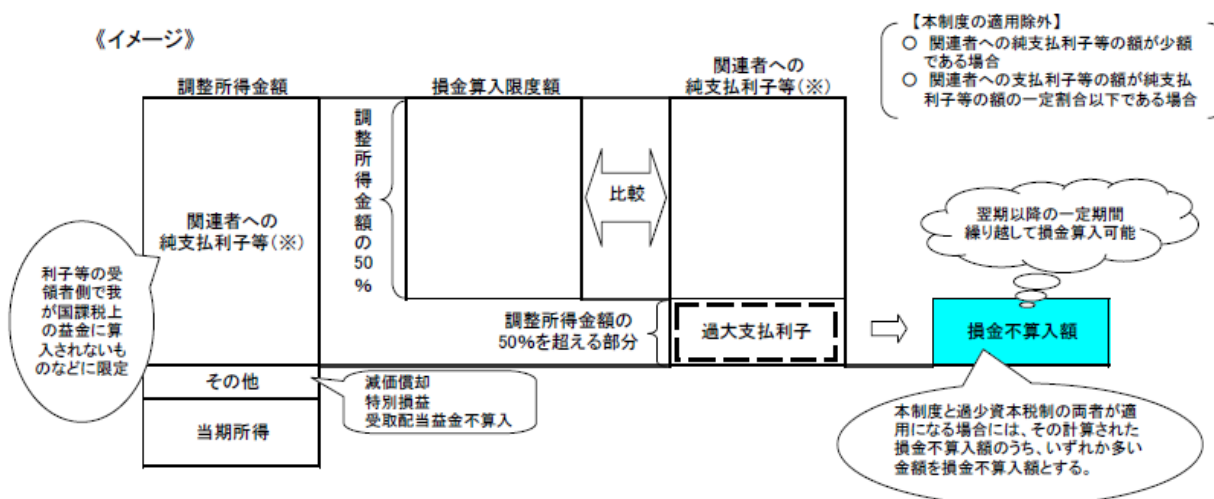 《イメージ》
【本制度の適用除外】
○ 関連者への純支払利子等の額が少額
である場合
○ 関連者への支払利子等の額が純支払
利子等の額の一定割合以下である場合
調整所得金額
損金算入限度額
関連者への
純支払利子等(※)
調整所得金額の50%
比較
関連者への
純支払利子等(※)
利子等の受
領者側で我
が国課税上
の益金に算
入されないも
のなどに限定
翌期以降の一定期間
繰り越して損金算入可能
調整所得金額の
50%を超える部分
過大支払利子
損金不算入額
その他
減価償却
特別損益
受取配当益金不算入
当期所得
本制度と過少資本税制の両者が適
用になる場合には、その計算された
損金不算入額のうち、いずれか多い
金額を損金不算入額とする。